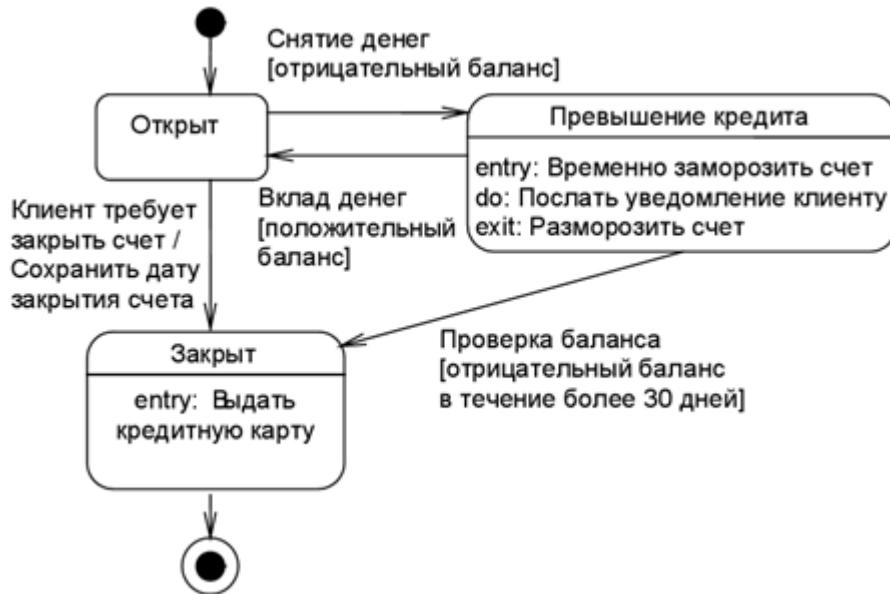 Снятие денег
[отрицательный баланс]
Открыт
Превышение кредита
entry: Временно заморозить счет
do: Послать уведомление клиенту
exit: Разморозить счет
Вклад денег
[положительный
баланс]
Клиент требует
закрыть счет /
Сохранить дату
закрытия счета
Проверка баланса
[отрицательный баланс
в течение более 30 дней]
Закрыт
entry: Выдать
кредитную карту